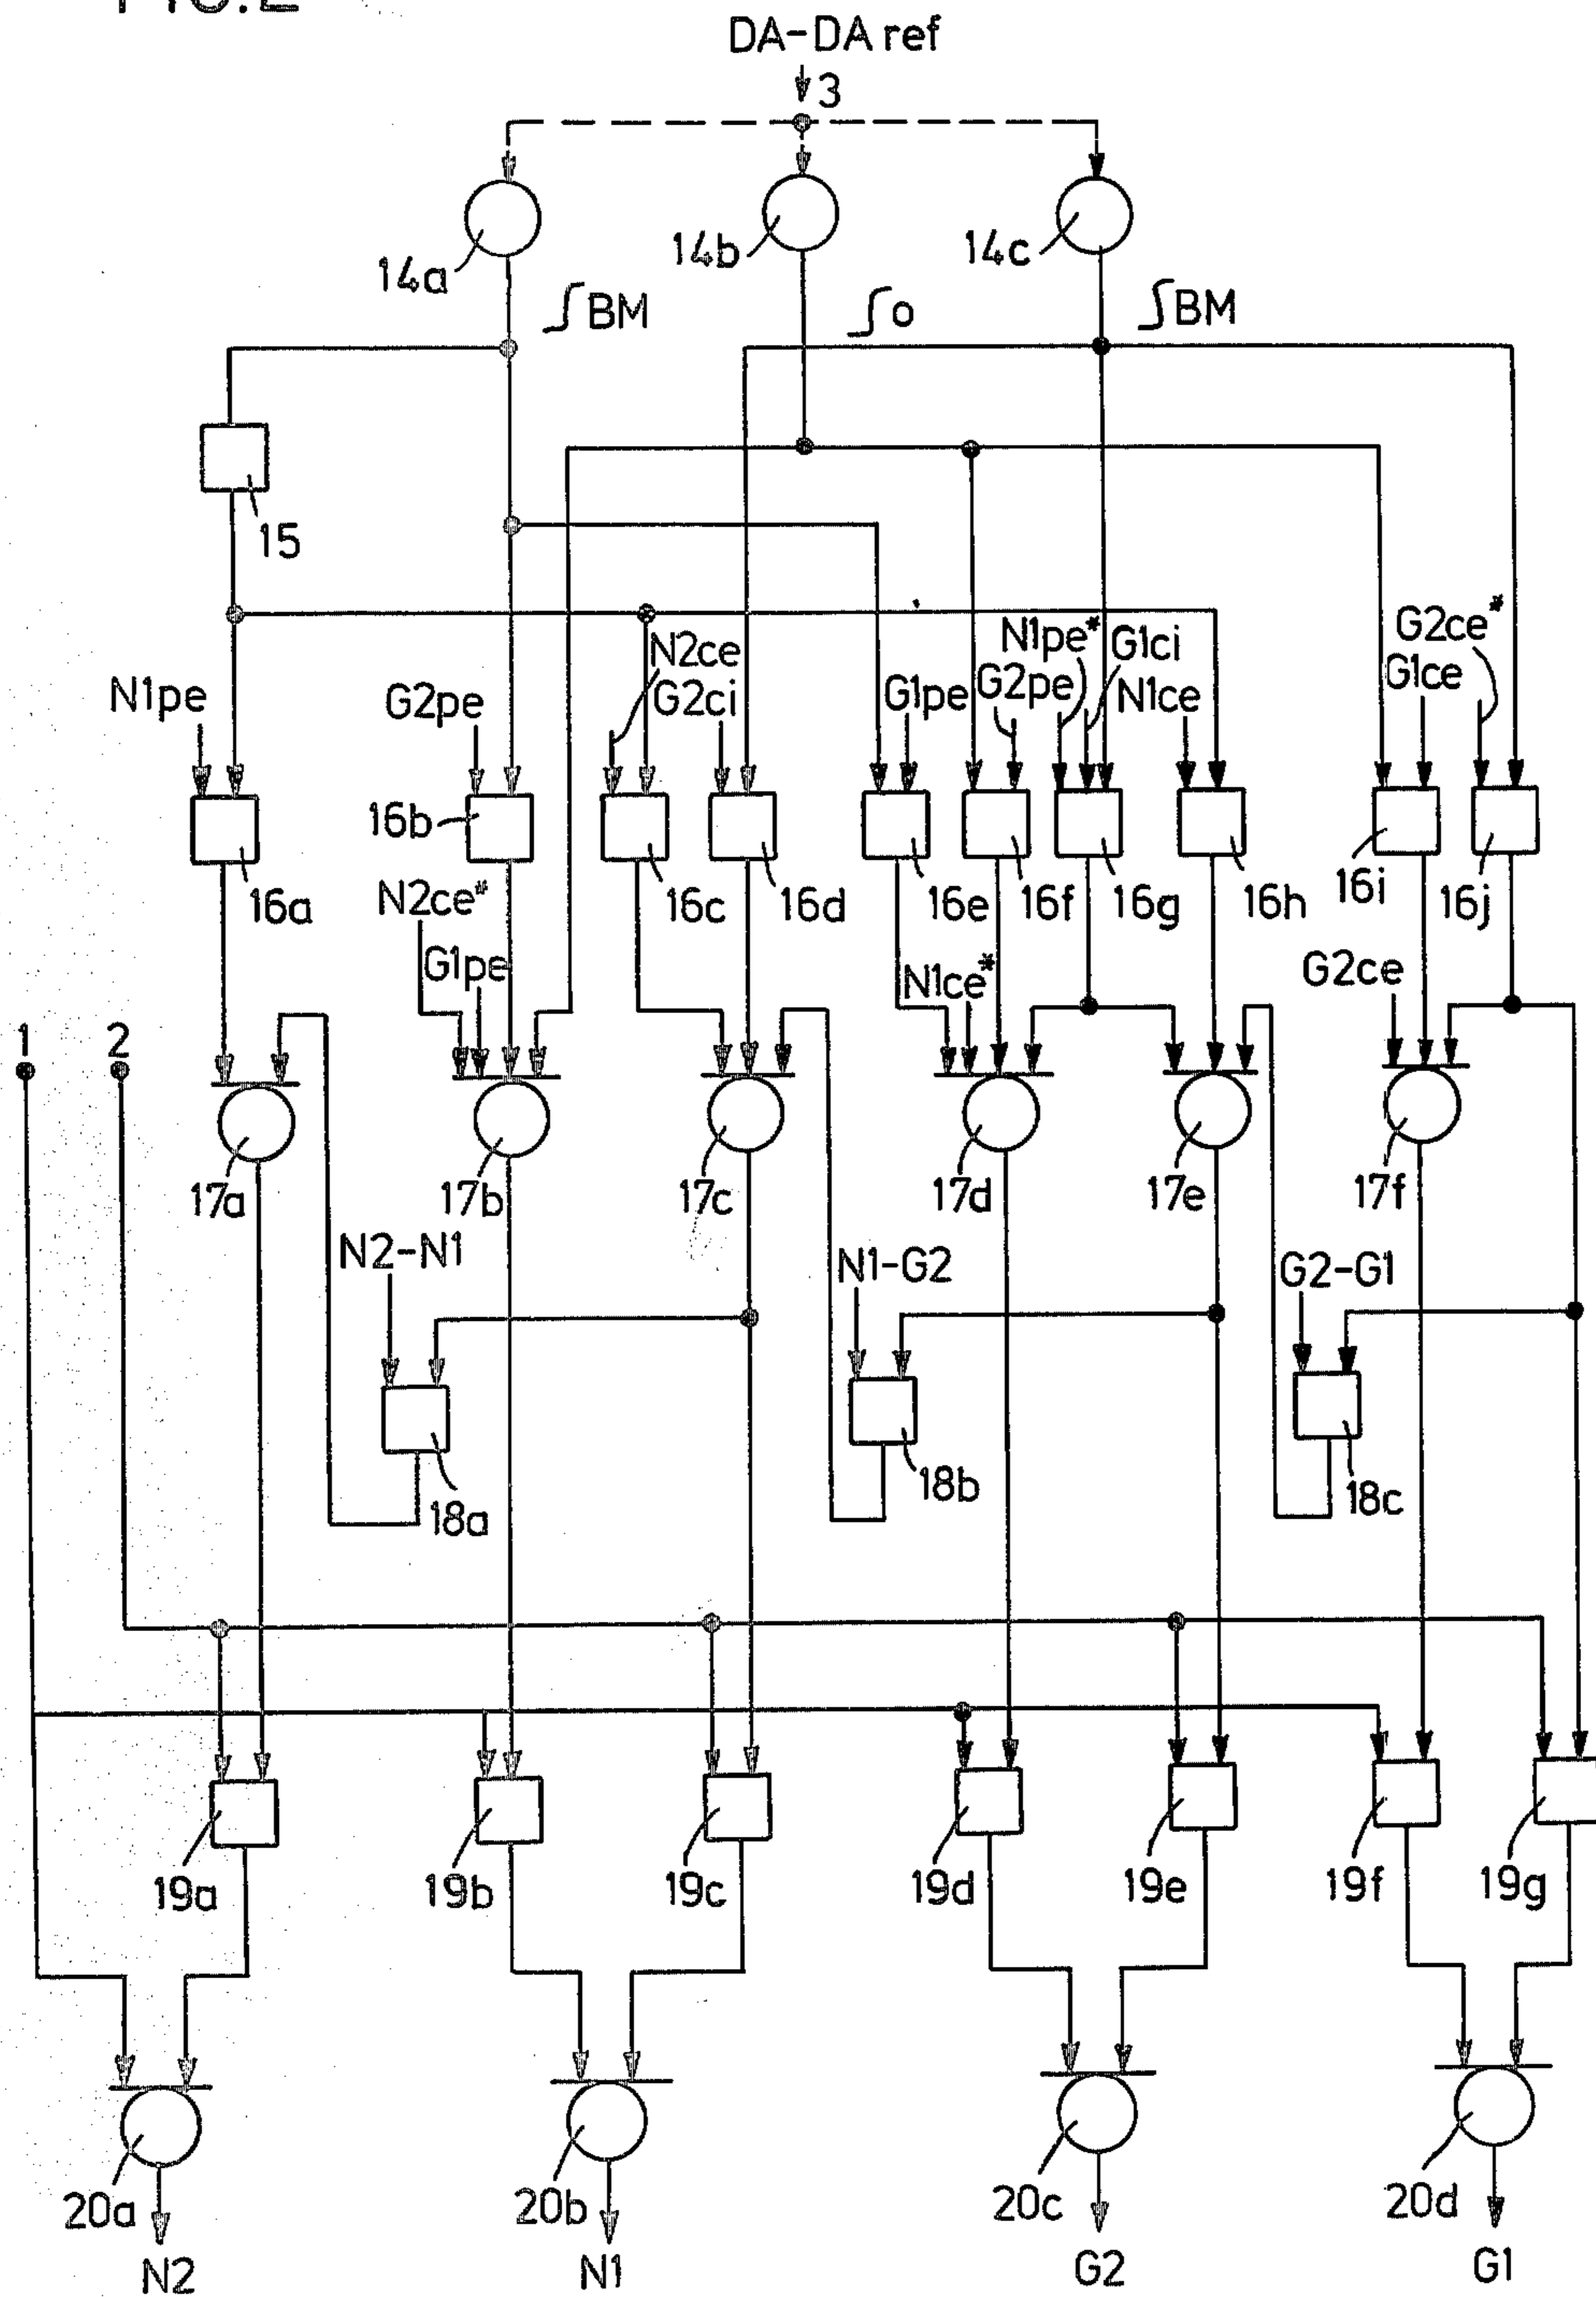 FIG.2
DA-DA ref
3
14a
14b
14c
∫BM
∫o
∫BM
15
N1pe
G2pe
N2ce
G2ci
G1pe
G2pe
N1pe*
G1ci
N1ce
G2ce*
G1ce
16a
16b
16c
16d
16e
16f
16g
16h
16i
16j
N2ce*
G1pe
N1ce*
G2ce
1
2
17a
17b
17c
17d
17e
17f
N2-N1
N1-G2
G2-G1
18a
18b
18c
19a
19b
19c
19d
19e
19f
19g
20a
20b
20c
20d
N2
N1
G2
G1